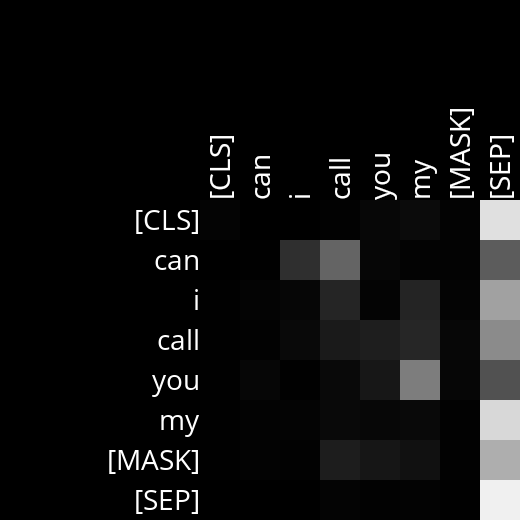 [CLS] can i call you my [MASK] [SEP]
[CLS]
can
i
call
you
my
[MASK]
[SEP]